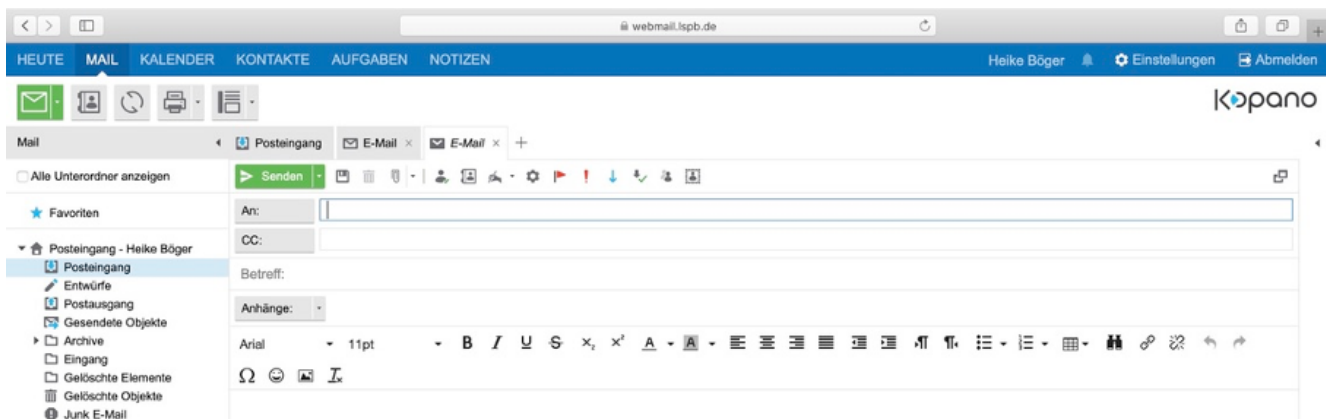 webmail.lspb.de
HEUTE MAIL KALENDER KONTAKTE AUFGABEN NOTIZEN Heike Böger Einstellungen Abmelden
Kopano
Mail Posteingang E-Mail E-Mail
Alle Unterordner anzeigen Senden
Favoriten An:
CC:
Posteingang - Heike Böger
Posteingang Betreff:
Entwürfe
Postausgang Anhänge:
Gesendete Objekte
Archive Arial 11pt
Eingang
Gelöschte Elemente
Gelöschte Objekte
Junk E-Mail